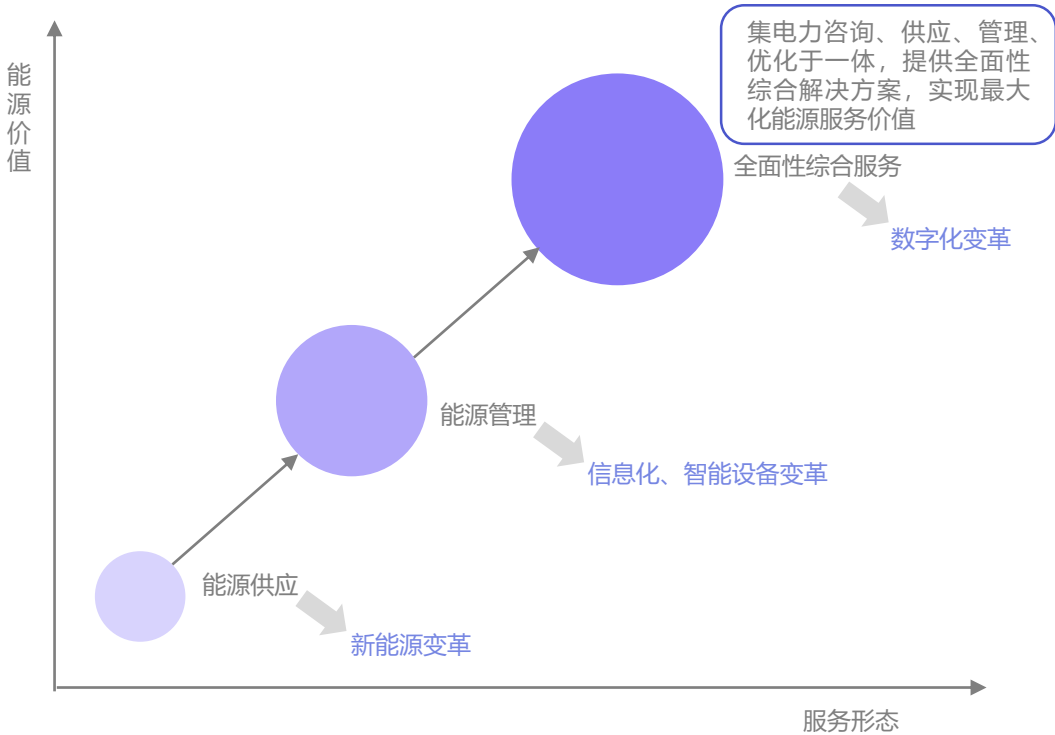 能源价值
集电力咨询、供应、管理、
优化于一体，提供全面性
综合解决方案，实现最大
化能源服务价值
全面性综合服务
数字化变革
能源管理
信息化、智能设备变革
能源供应
新能源变革
服务形态